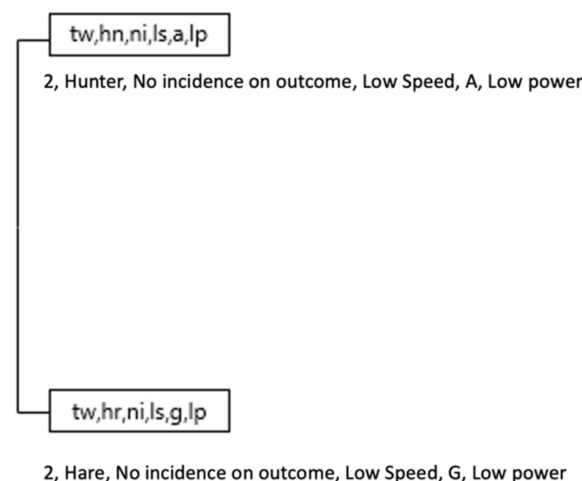 tw,hn,ni,ls,a,lp
2, Hunter, No incidence on outcome, Low Speed, A, Low power
tw,hr,ni,ls,g,lp
2, Hare, No incidence on outcome, Low Speed, G, Low power